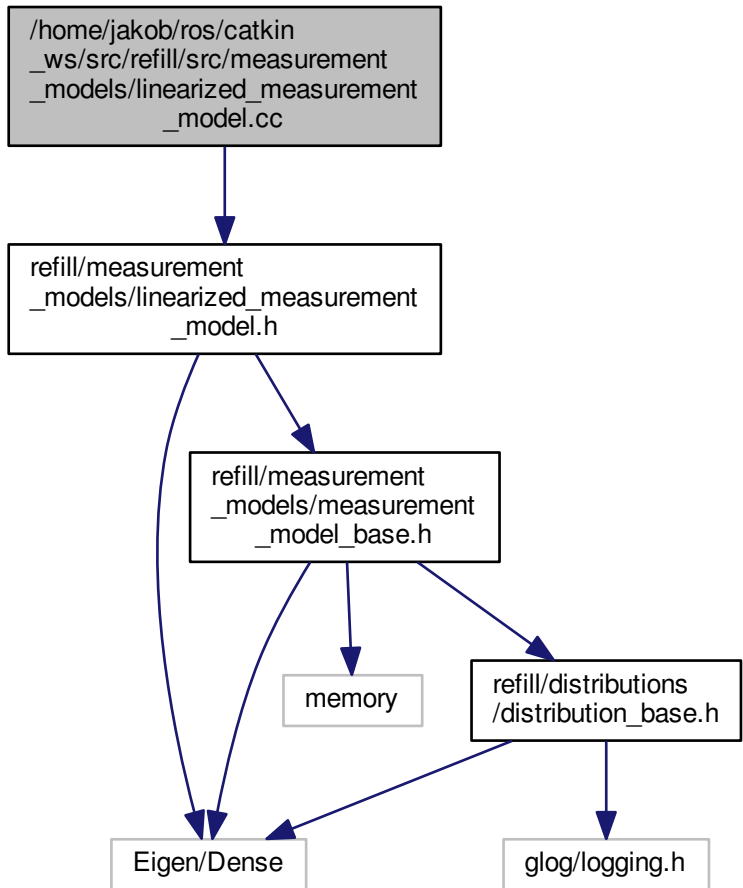 /home/jakob/ros/catkin
_ws/src/refill/src/measurement
_models/linearized_measurement
_model.cc
refill/measurement
_models/linearized_measurement
_model.h
refill/measurement
_models/measurement
_model_base.h
memory
refill/distributions
/distribution_base.h
Eigen/Dense
glog/logging.h